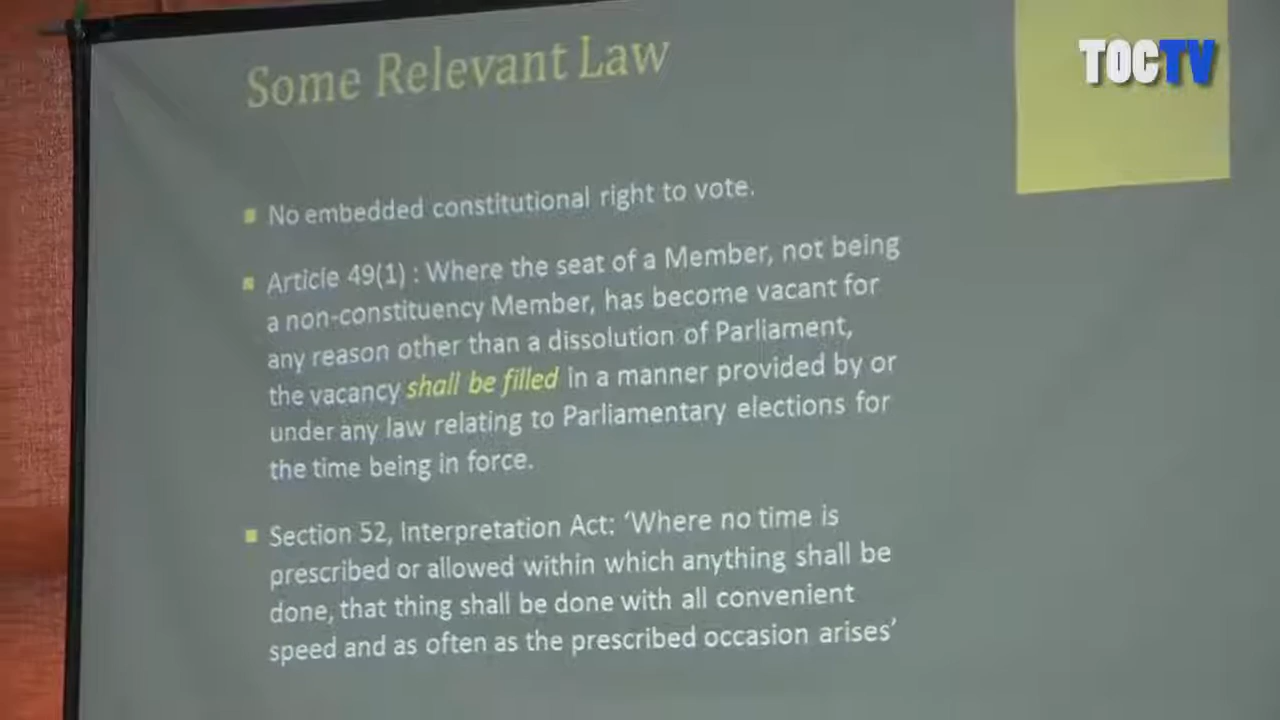 TOCTV
Some Relevant Law
No embedded constitutional right to vote.
Article 49(1) : Where the seat of a Member, not being
a non-constituency Member, has become vacant for
any reason other than a dissolution of Parliament,
the vacancy shall be filled in a manner provided by or
under any law relating to Parliamentary elections for
the time being in force.
Section 52, Interpretation Act: ‘Where no time is
prescribed or allowed within which anything shall be
done, that thing shall be done with all convenient
speed and as often as the prescribed occasion arises’